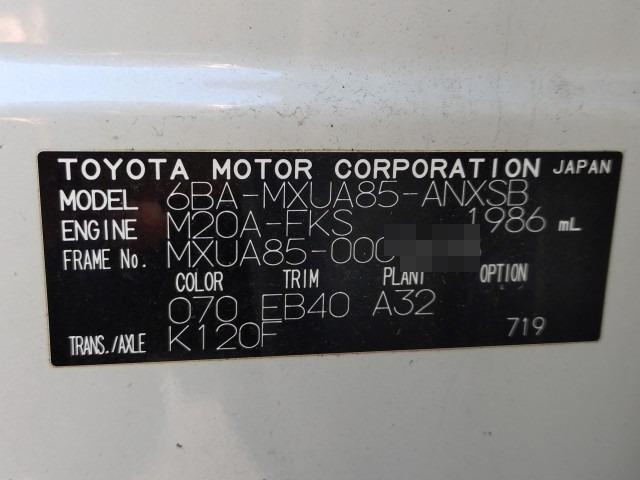 TOYOTA MOTOR CORPORATION JAPAN
MODEL 6BA-MXUA85-ANXSB
ENGINE M20A-FKS 1986 mL
FRAME No. MXUA85-000
COLOR TRIM PLANT OPTION
070 EB40 A32
TRANS./AXLE K120F 719